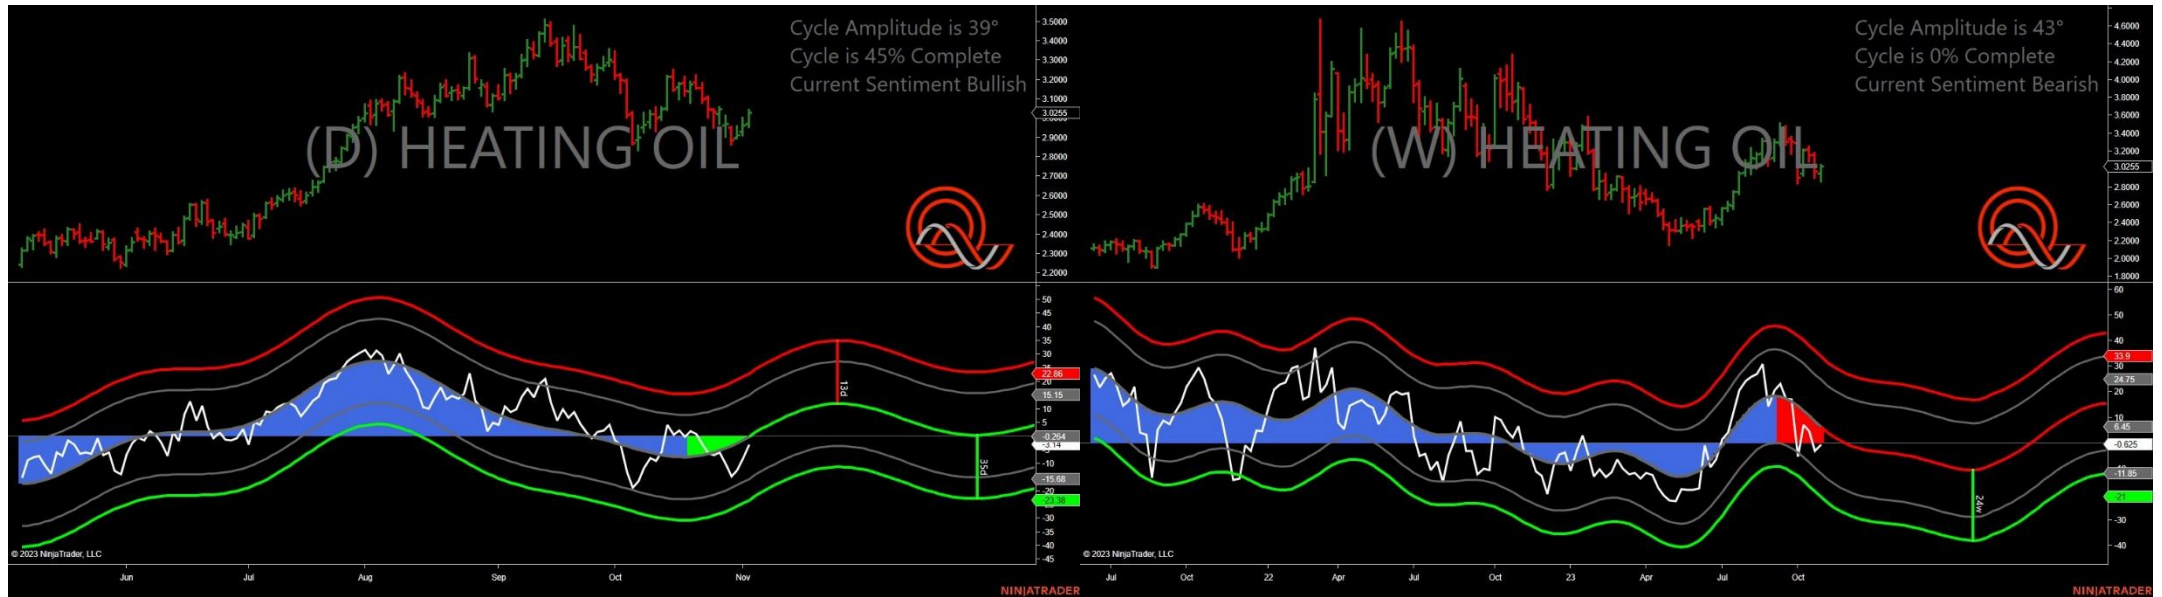 Cycle Amplitude is 39°
Cycle is 45% Complete
Current Sentiment Bullish
(D) HEATING OIL
3.5000
3.4000
3.3000
3.2000
3.1000
3.0255
2.9000
2.8000
2.7000
2.6000
2.5000
2.4000
2.3000
2.2000
50
45
40
35
30
25
22.86
20
15.15
10
5
-0.264
-3.14
-10
-15.68
-20
-23.38
-30
-35
-40
-45
13d
35d
© 2023 NinjaTrader, LLC
Jun
Jul
Aug
Sep
Oct
Nov
NINJATRADER
Cycle Amplitude is 43°
Cycle is 0% Complete
Current Sentiment Bearish
(W) HEATING OIL
4.6000
4.4000
4.2000
4.0000
3.8000
3.6000
3.4000
3.2000
3.0255
2.8000
2.6000
2.4000
2.2000
2.0000
1.8000
60
50
40
33.9
30
24.75
20
10
6.45
-0.625
-11.85
-21
-30
-40
24w
© 2023 NinjaTrader, LLC
Jul
Oct
22
Apr
Jul
Oct
23
Apr
Jul
Oct
NINJATRADER